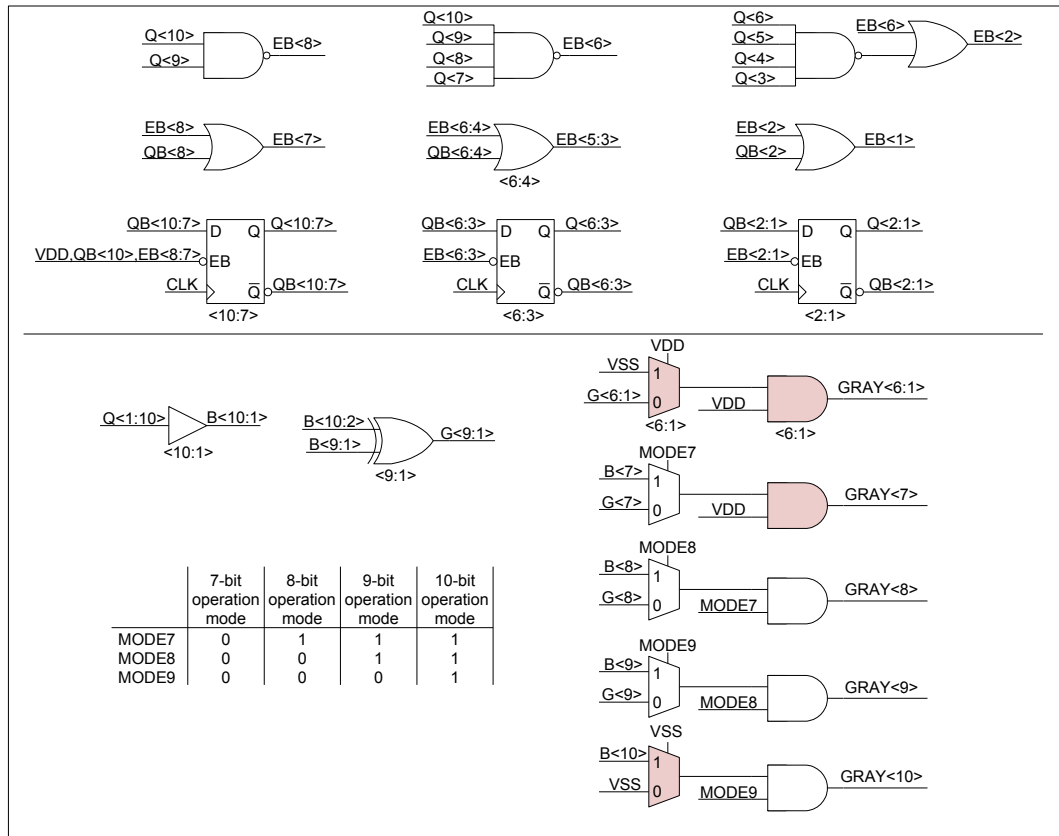 Q<10>
Q<9>
EB<8>
Q<10>
Q<9>
Q<8>
Q<7>
EB<6>
Q<6>
Q<5>
Q<4>
Q<3>
EB<6>
EB<2>
EB<8>
QB<8>
EB<7>
EB<6:4>
QB<6:4>
EB<5:3>
<6:4>
EB<2>
QB<2>
EB<1>
QB<10:7>
D Q
Q<10:7>
VDD,QB<10>,EB<8:7>
EB
CLK
Q
QB<10:7>
<10:7>
QB<6:3>
D Q
Q<6:3>
EB<6:3>
EB
CLK
Q
QB<6:3>
<6:3>
QB<2:1>
D Q
Q<2:1>
EB<2:1>
EB
CLK
Q
QB<2:1>
<2:1>
Q<1:10>
B<10:1>
<10:1>
B<10:2>
B<9:1>
G<9:1>
<9:1>
VDD
VSS
1
G<6:1>
0
<6:1>
VDD
GRAY<6:1>
<6:1>
MODE7
B<7>
1
G<7>
0
VDD
GRAY<7>
MODE8
B<8>
1
G<8>
0
MODE7
GRAY<8>
MODE9
B<9>
1
G<9>
0
MODE8
GRAY<9>
VSS
B<10>
1
VSS
0
MODE9
GRAY<10>
7-bit 8-bit 9-bit 10-bit
operation operation operation operation
mode mode mode mode
MODE7 0 1 1 1
MODE8 0 0 1 1
MODE9 0 0 0 1